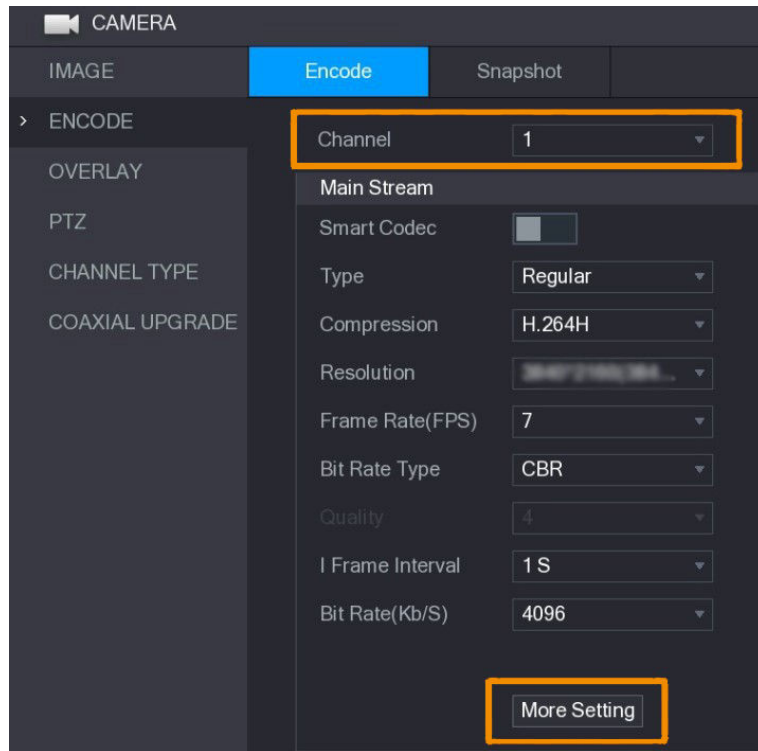 CAMERA
IMAGE
Encode Snapshot
> ENCODE
Channel 1
OVERLAY
Main Stream
PTZ
Smart Codec
CHANNEL TYPE
Type Regular
COAXIAL UPGRADE
Compression H.264H
Resolution
Frame Rate(FPS) 7
Bit Rate Type CBR
Quality 4
I Frame Interval 1 S
Bit Rate(Kb/S) 4096
More Setting